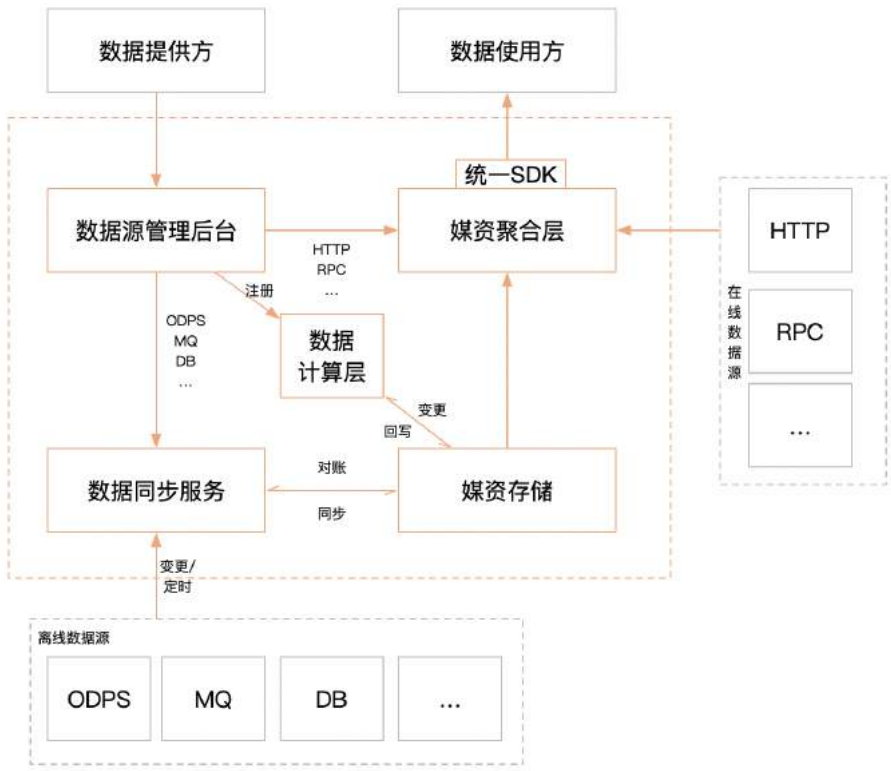 数据提供方
数据使用方
统一SDK
数据源管理后台
媒资聚合层
HTTP
RPC
...
注册
ODPS
MQ
DB
...
数据
计算层
变更
回写
数据同步服务
对账
同步
媒资存储
变更/
定时
在
线
数
据
源
HTTP
RPC
...
离线数据源
ODPS
MQ
DB
...